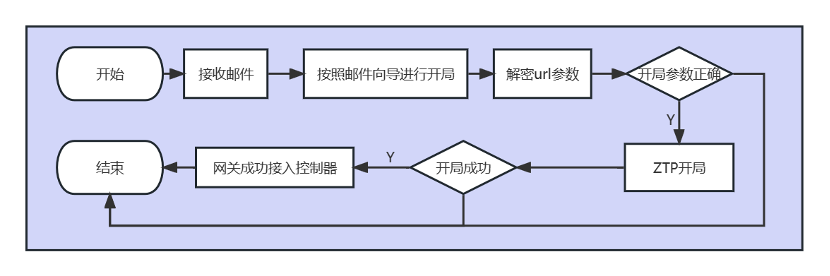 开始
接收邮件
按照邮件向导进行开局
解密url参数
开局参数正确
Y
ZTP开局
开局成功
Y
网关成功接入控制器
结束